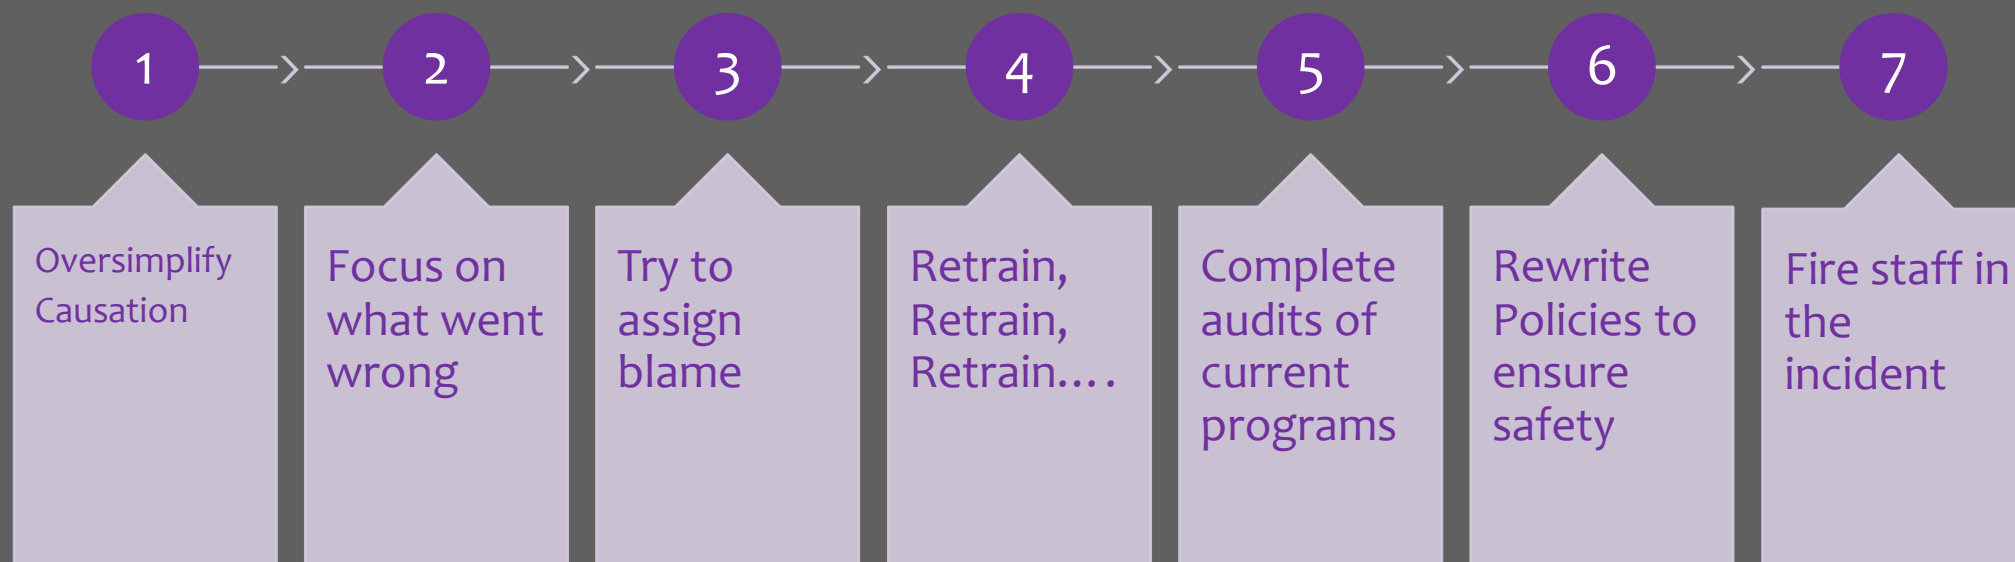 1
2
3
4
5
6
7
Oversimplify
Causation
Focus on
what went
wrong
Try to
assign
blame
Retrain,
Retrain,
Retrain....
Complete
audits of
current
programs
Rewrite
Policies to
ensure
safety
Fire staff in
the
incident